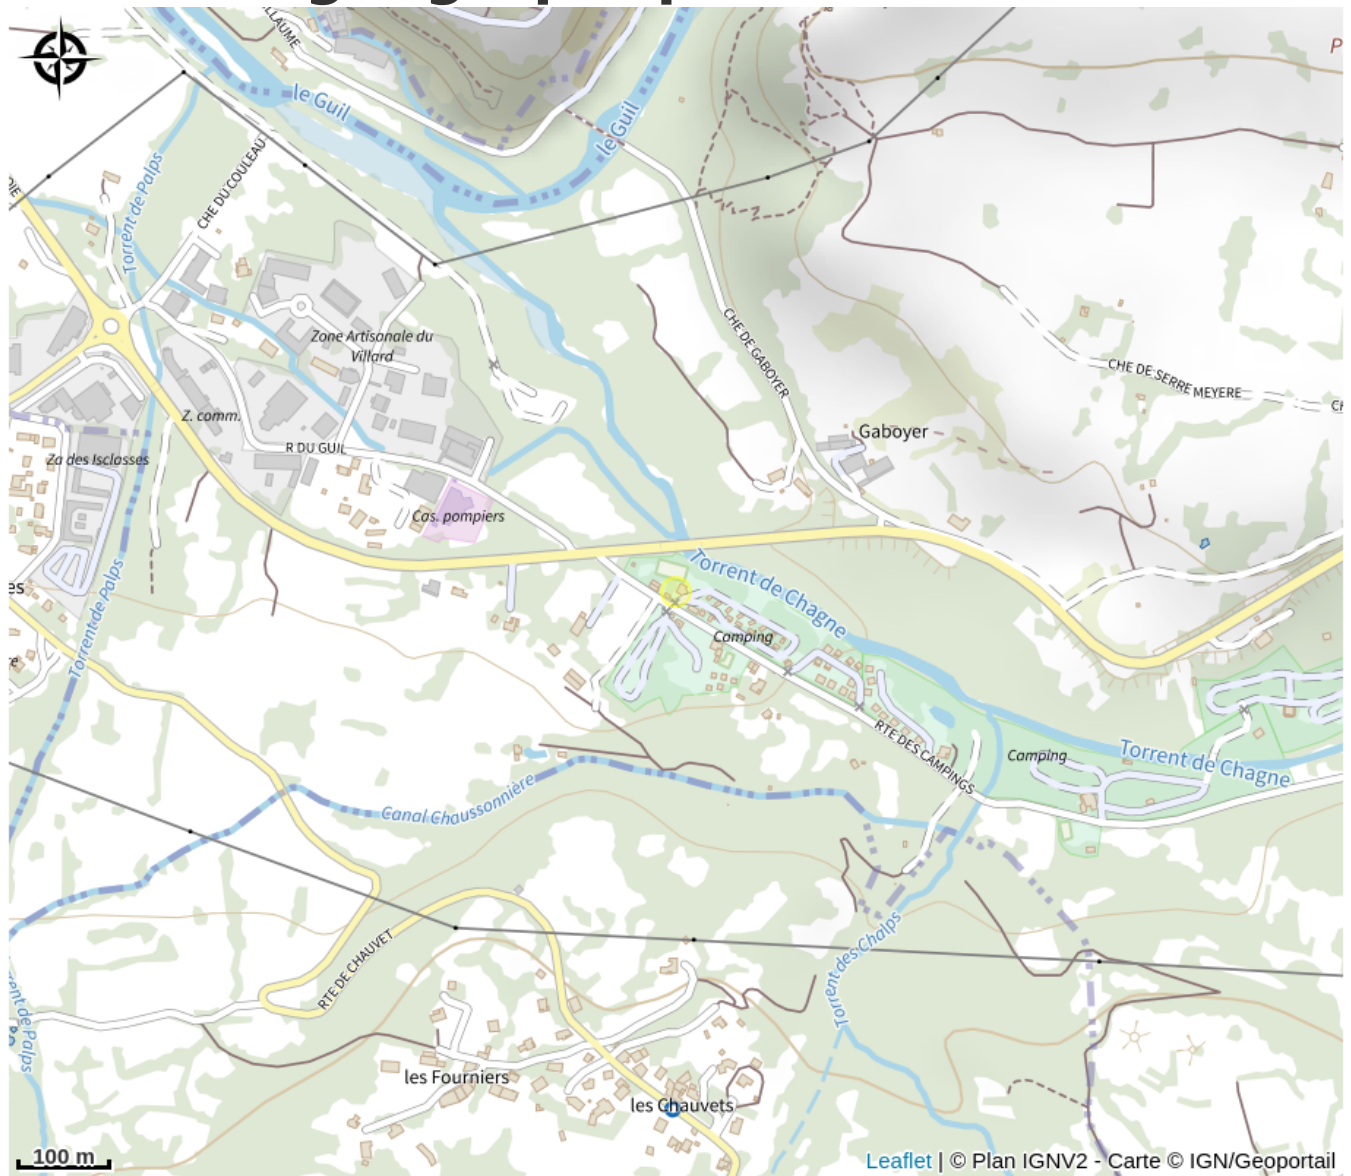 le Guil
le Guil
Torrent de Palps
CHE DU COULEAU
Zone Artisanale du
Villard
CHE DE GABOYER
CHE DE SERRE MEYERE
Z. comm.
Gaboyer
R DU GUIL
Za des Isclasses
Cas. pompiers
Torrent de Chagne
Torrent de Palps
Camping
RTE DES CAMPINGS
Camping
Torrent de Chagne
Canal Chaussonnière
RTE DE CHAUVET
Torrent des Chalps
les Fourniers
les Chauvets
100 m
Leaflet | © Plan IGNV2 - Carte © IGN/Geoportail